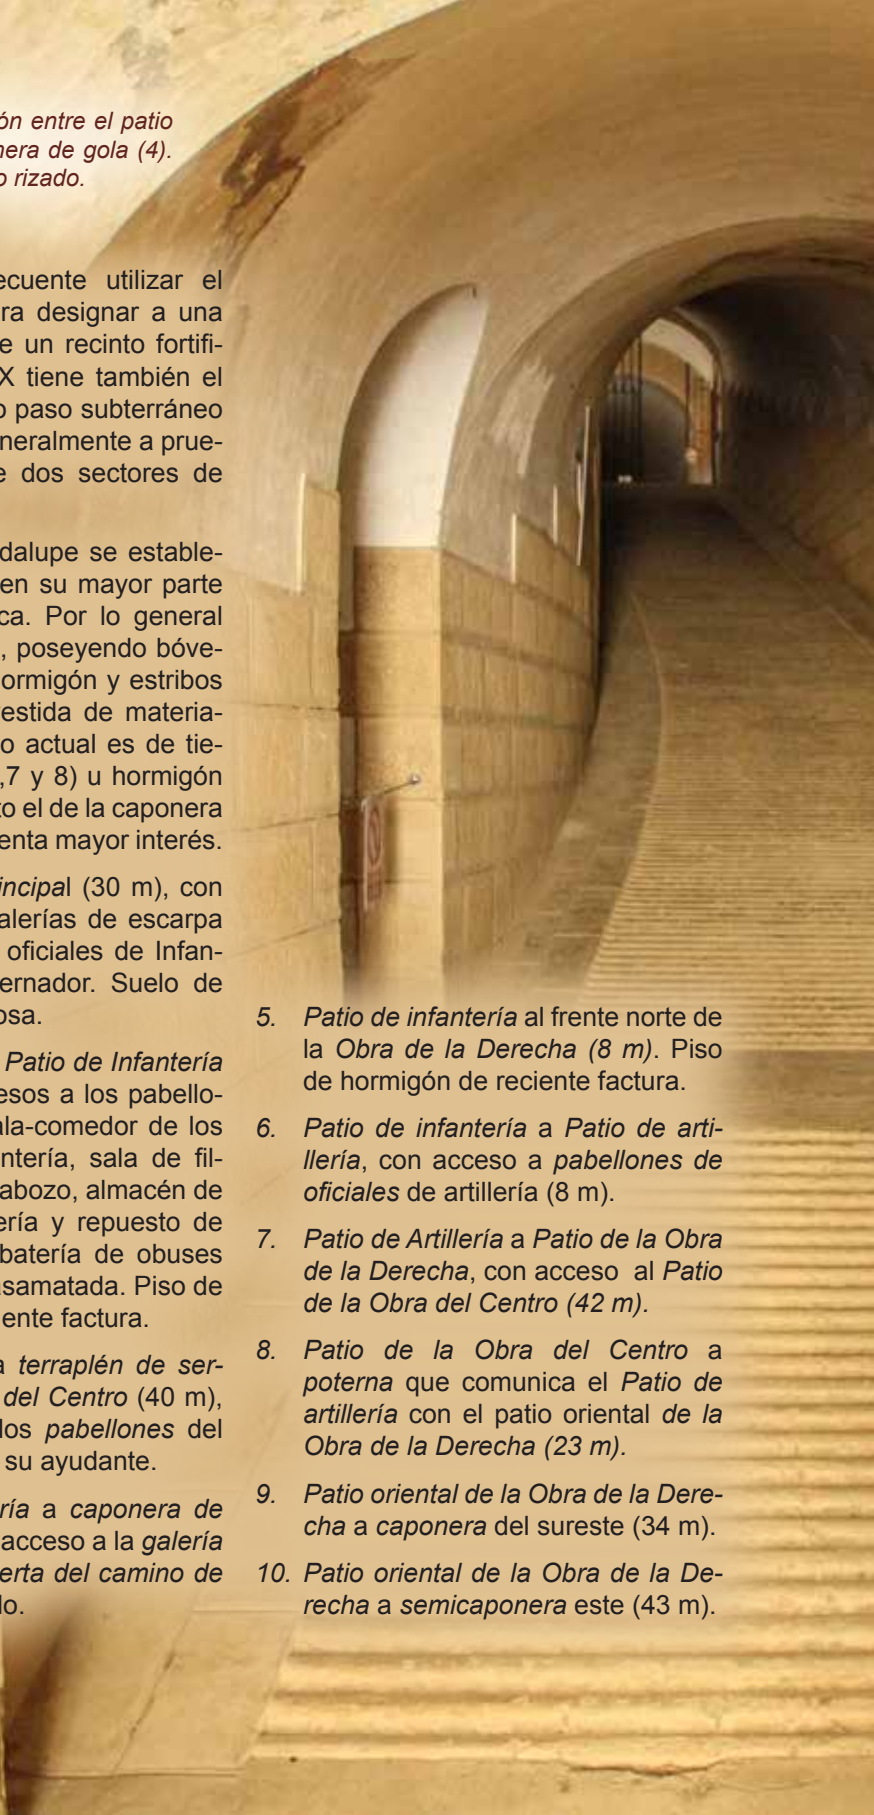 ón entre el patio
nera de gola (4).
o rizado.
ecuente utilizar el
ra designar a una
e un recinto fortifi-
X tiene también el
o paso subterráneo
eneralmente a prue-
e dos sectores de
dalupe se estable-
en su mayor parte
ca. Por lo general
, poseyendo bóve-
ormigón y estribos
estida de materia-
o actual es de tie-
,7 y 8) u hormigón
to el de la caponera
enta mayor interés.
incipal (30 m), con
alerías de escarpa
oficiales de Infan-
ernador. Suelo de
osa.
Patio de Infantería
esos a los pabello-
ala-comedor de los
ntería, sala de fil-
abozo, almacén de
ería y repuesto de
batería de obuses
asamatada. Piso de
iente factura.
a terraplén de ser-
del Centro (40 m),
los pabellones del
su ayudante.
ría a caponera de
acceso a la galería
erta del camino de
do.
5. Patio de infantería al frente norte de
la Obra de la Derecha (8 m). Piso
de hormigón de reciente factura.
6. Patio de infantería a Patio de arti-
llería, con acceso a pabellones de
oficiales de artillería (8 m).
7. Patio de Artillería a Patio de la Obra
de la Derecha, con acceso al Patio
de la Obra del Centro (42 m).
8. Patio de la Obra del Centro a
poterna que comunica el Patio de
artillería con el patio oriental de la
Obra de la Derecha (23 m).
9. Patio oriental de la Obra de la Dere-
cha a caponera del sureste (34 m).
10. Patio oriental de la Obra de la De-
recha a semicaponera este (43 m).